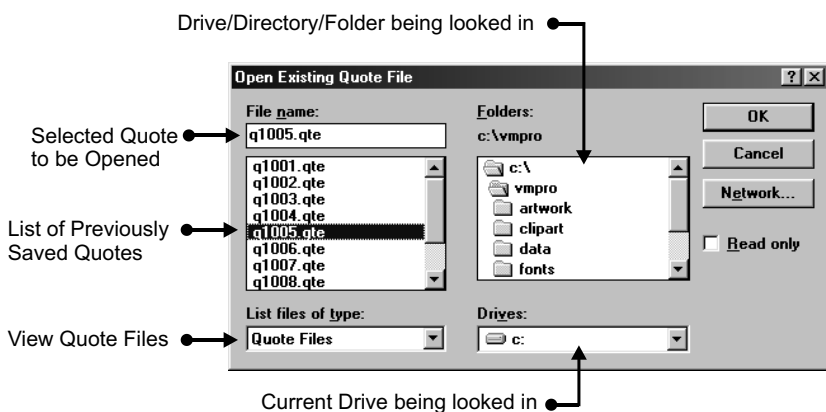 Drive/Directory/Folder being looked in
Open Existing Quote File
File name:
q1005.qte
Selected Quote
to be Opened
q1001.qte
q1002.qte
q1003.qte
q1004.qte
q1005.qte
q1006.qte
q1007.qte
q1008.qte
List of Previously
Saved Quotes
List files of type:
Quote Files
View Quote Files
Folders:
c:\vmpro
c:\
vmpro
artwork
clipart
data
fonts
Drives:
c:
OK
Cancel
Network...
Read only
Current Drive being looked in